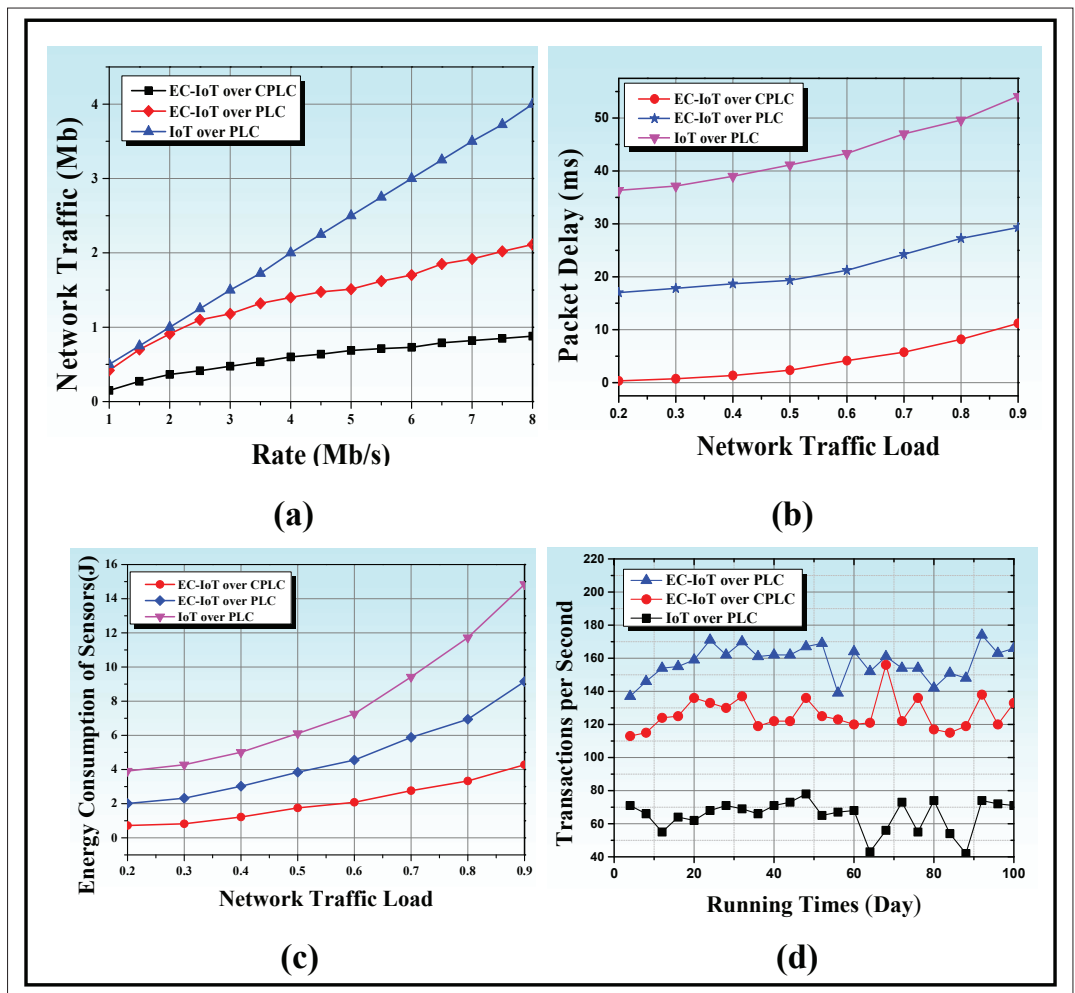 EC-IoT over CPLC
EC-IoT over PLC
IoT over PLC
Network Traffic (Mb)
4
3
2
1
0
1 2 3 4 5 6 7 8
Rate (Mb/s)
(a)
EC-IoT over CPLC
EC-IoT over PLC
IoT over PLC
Packet Delay (ms)
50
40
30
20
10
0
0.2 0.3 0.4 0.5 0.6 0.7 0.8 0.9
Network Traffic Load
(b)
EC-IoT over CPLC
EC-IoT over PLC
IoT over PLC
Energy Consumption of Sensors(J)
16
14
12
10
8
6
4
2
0
0.2 0.3 0.4 0.5 0.6 0.7 0.8 0.9
Network Traffic Load
(c)
EC-IoT over PLC
EC-IoT over CPLC
IoT over PLC
Transactions per Second
220
200
180
160
140
120
100
80
60
40
0 20 40 60 80 100
Running Times (Day)
(d)